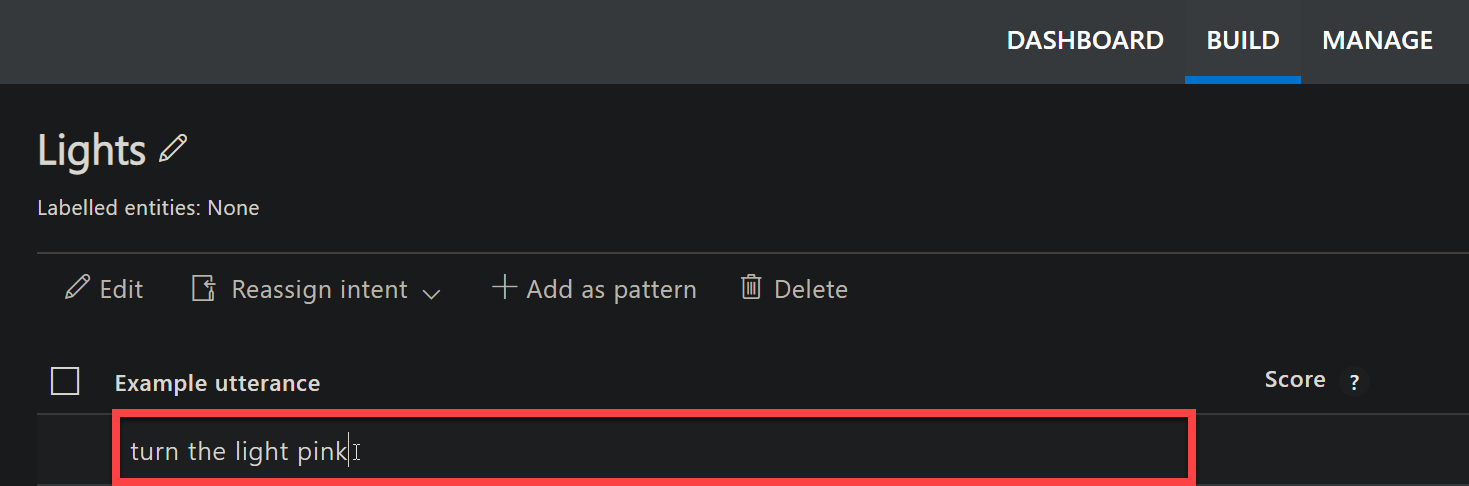 DASHBOARD BUILD MANAGE
Lights
Labelled entities: None
Edit Reassign intent Add as pattern Delete
Example utterance Score ?
turn the light pink